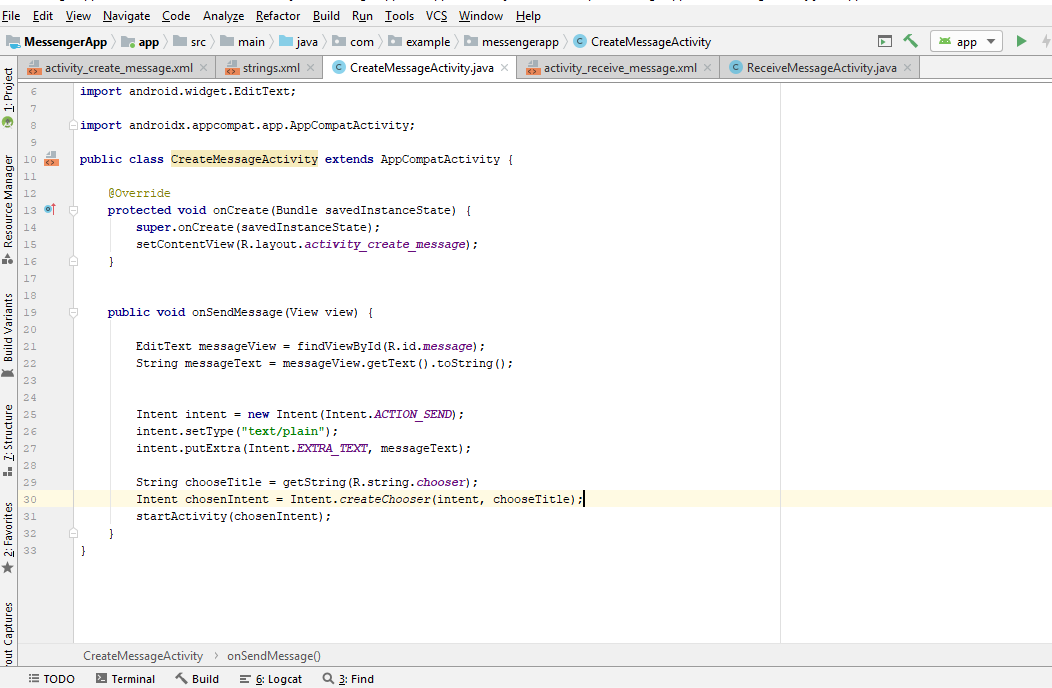 File Edit View Navigate Code Analyze Refactor Build Run Tools VCS Window Help
MessengerApp app src main java com example messengerapp CreateMessageActivity app
activity_create_message.xml strings.xml CreateMessageActivity.java activity_receive_message.xml ReceiveMessageActivity.java
1: Project
Resource Manager
Build Variants
7: Structure
2: Favorites
out Captures
6 import android.widget.EditText;
7
8 import androidx.appcompat.app.AppCompatActivity;
9
10 public class CreateMessageActivity extends AppCompatActivity {
11
12 @Override
13 protected void onCreate(Bundle savedInstanceState) {
14 super.onCreate(savedInstanceState);
15 setContentView(R.layout.activity_create_message);
16 }
17
18
19 public void onSendMessage(View view) {
20
21 EditText messageView = findViewById(R.id.message);
22 String messageText = messageView.getText().toString();
23
24
25 Intent intent = new Intent(Intent.ACTION_SEND);
26 intent.setType("text/plain");
27 intent.putExtra(Intent.EXTRA_TEXT, messageText);
28
29 String chooseTitle = getString(R.string.chooser);
30 Intent chosenIntent = Intent.createChooser(intent, chooseTitle);
31 startActivity(chosenIntent);
32 }
33 }
CreateMessageActivity onSendMessage()
TODO Terminal Build 6: Logcat 3: Find